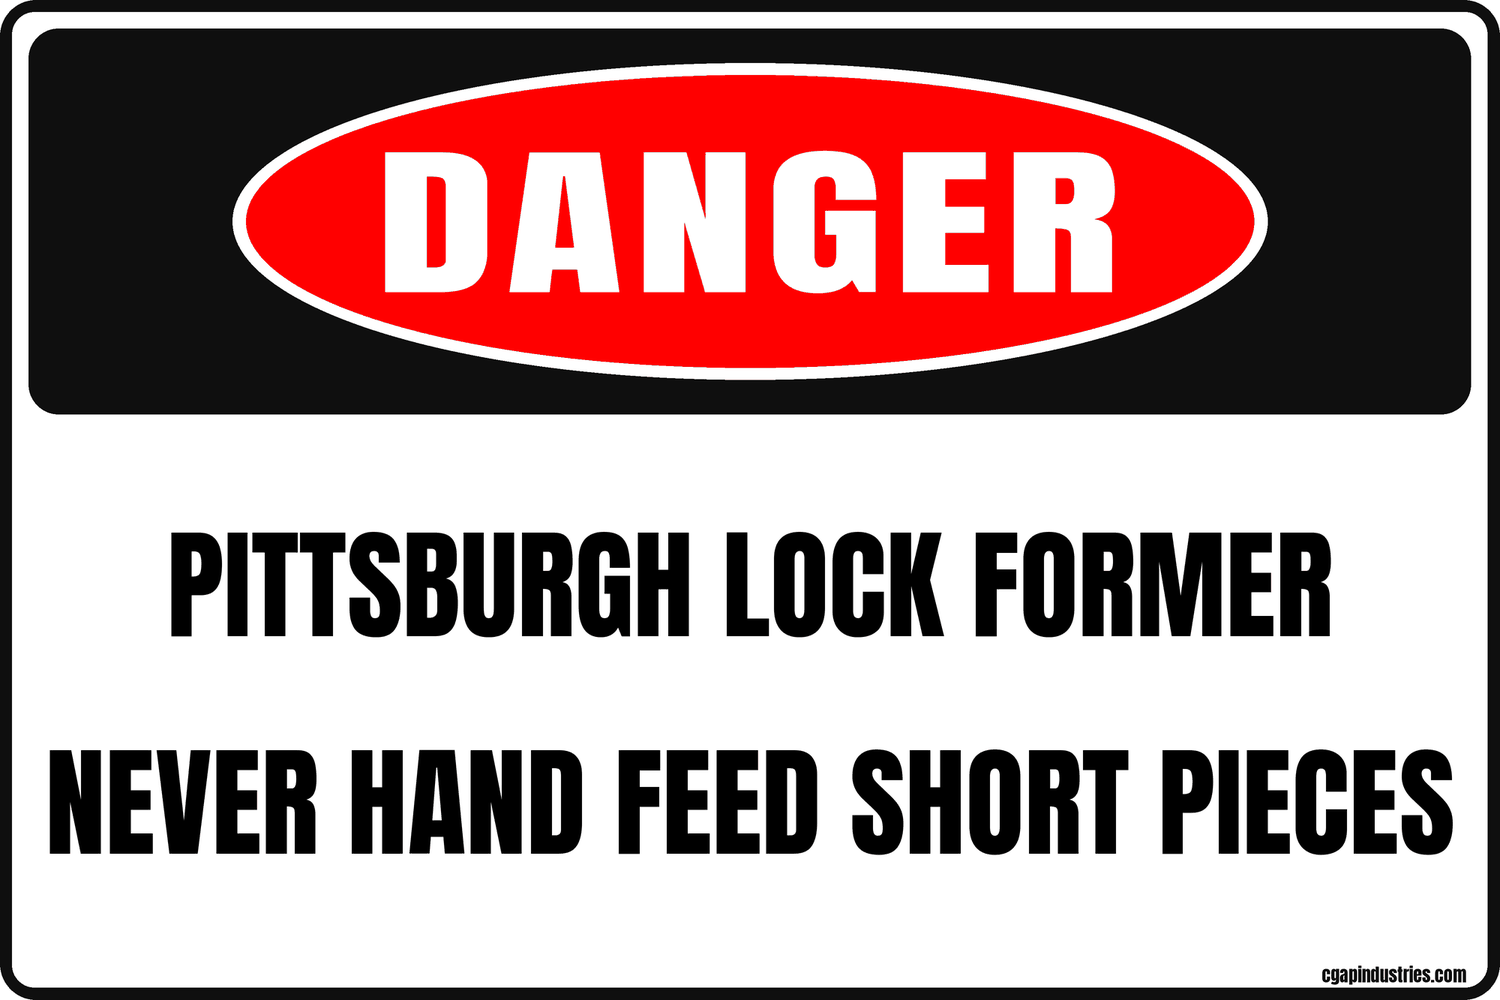 DANGER
PITTSBURGH LOCK FORMER
NEVER HAND FEED SHORT PIECES
cgapindustries.com